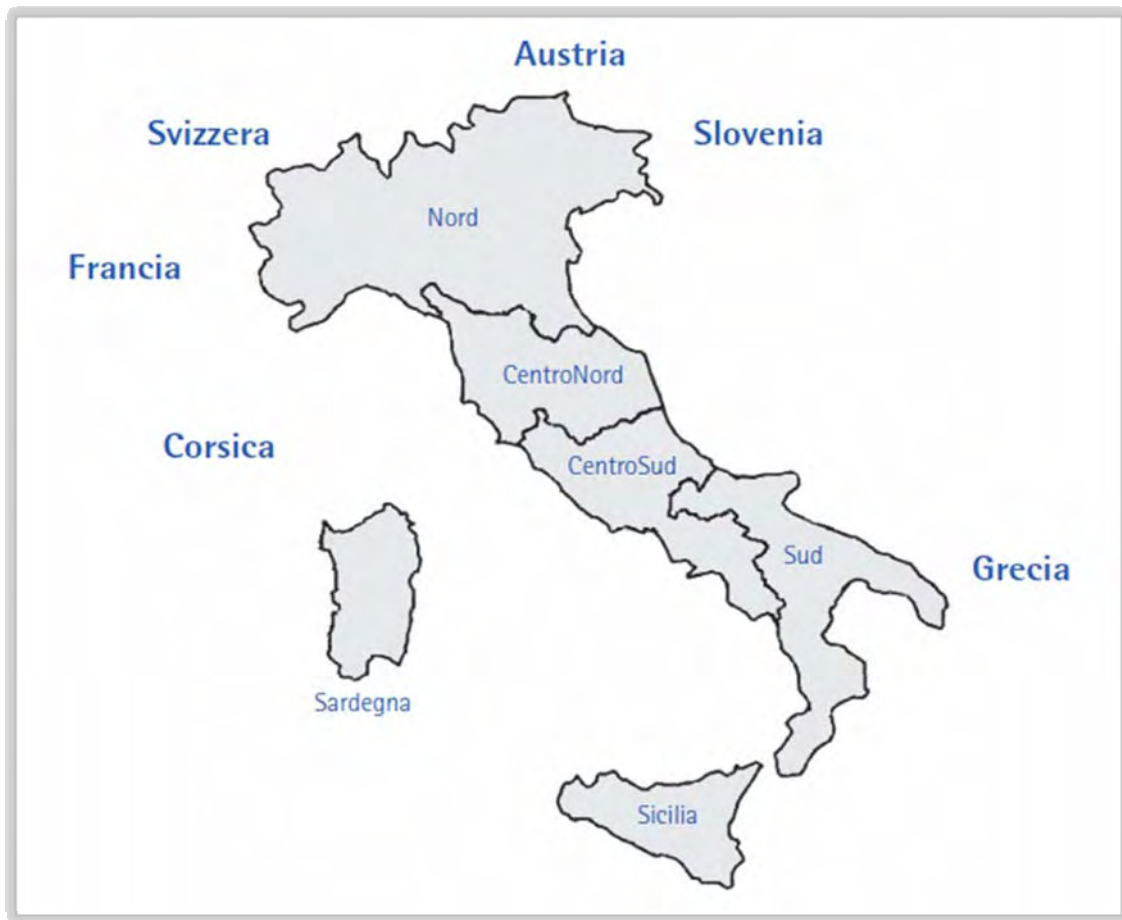 Austria
Svizzera
Slovenia
Nord
Francia
CentroNord
Corsica
CentroSud
Sud
Grecia
Sardegna
Sicilia